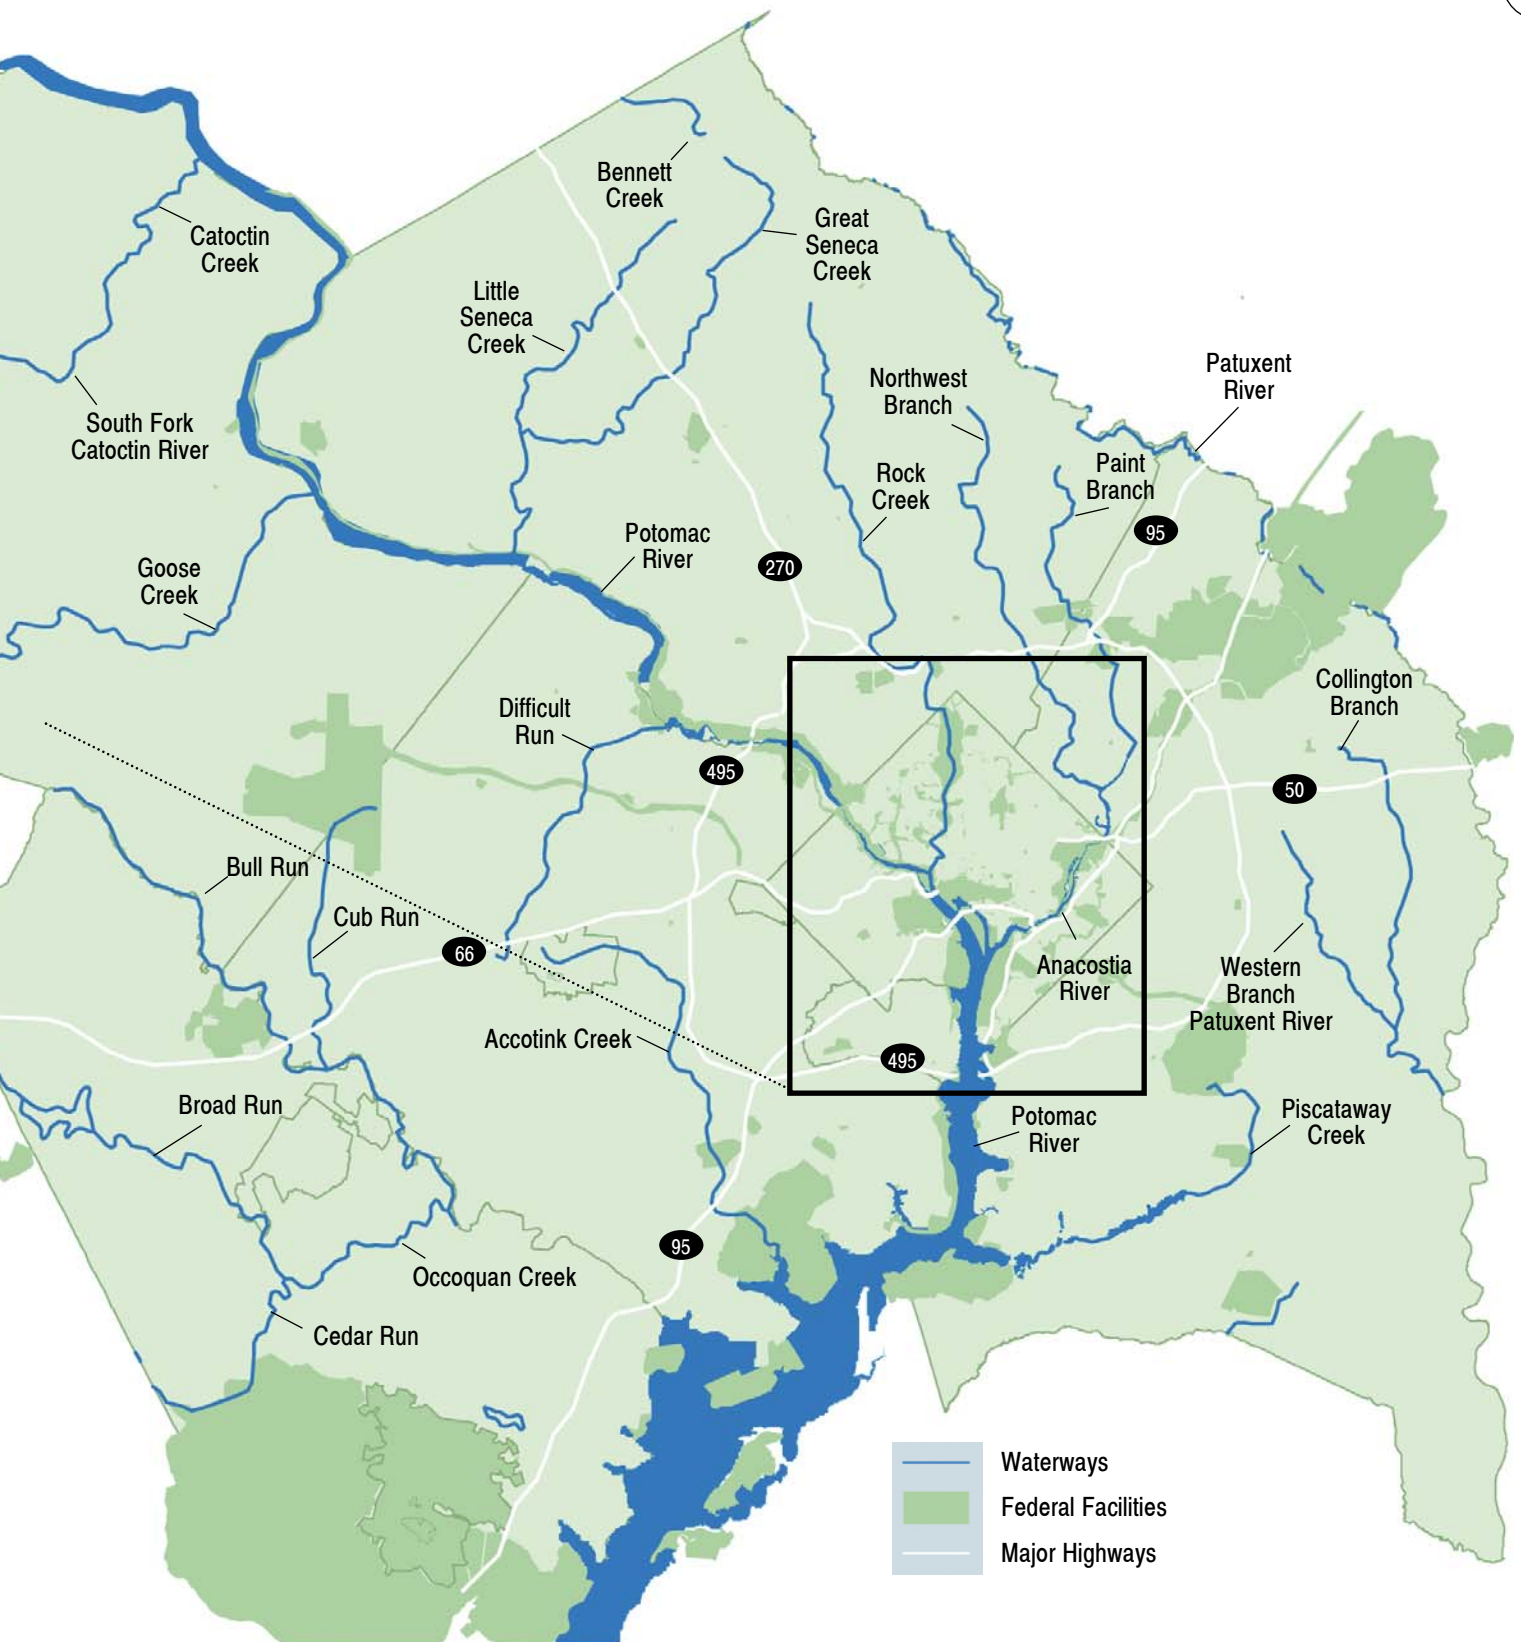 Bennett
Creek
Catoctin
Creek
Great
Seneca
Creek
Little
Seneca
Creek
Northwest
Branch
Patuxent
River
South Fork
Catoctin River
Paint
Branch
Rock
Creek
95
Potomac
River
270
Goose
Creek
Collington
Branch
Difficult
Run
495
50
Bull Run
Cub Run
66
Anacostia
River
Western
Branch
Patuxent River
Accotink Creek
495
Broad Run
Potomac
River
Piscataway
Creek
95
Occoquan Creek
Cedar Run
Waterways
Federal Facilities
Major Highways